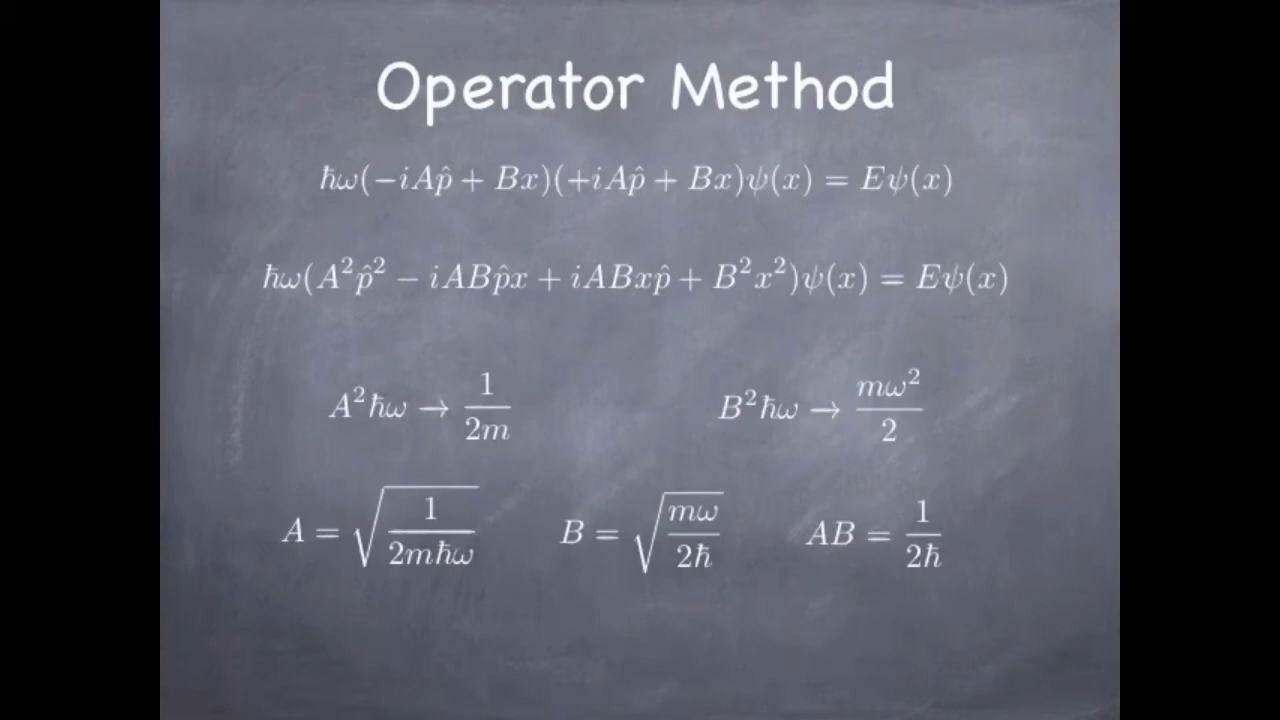 Operator Method
ħω(−iAp̂ + Bx)(+iAp̂ + Bx)ψ(x) = Eψ(x)
ħω(A²p̂² − iABp̂x + iABxp̂ + B²x²)ψ(x) = Eψ(x)
A²ħω → 1/2m B²ħω → mω²/2
A = √(1/2mħω) B = √(mω/2ħ) AB = 1/2ħ